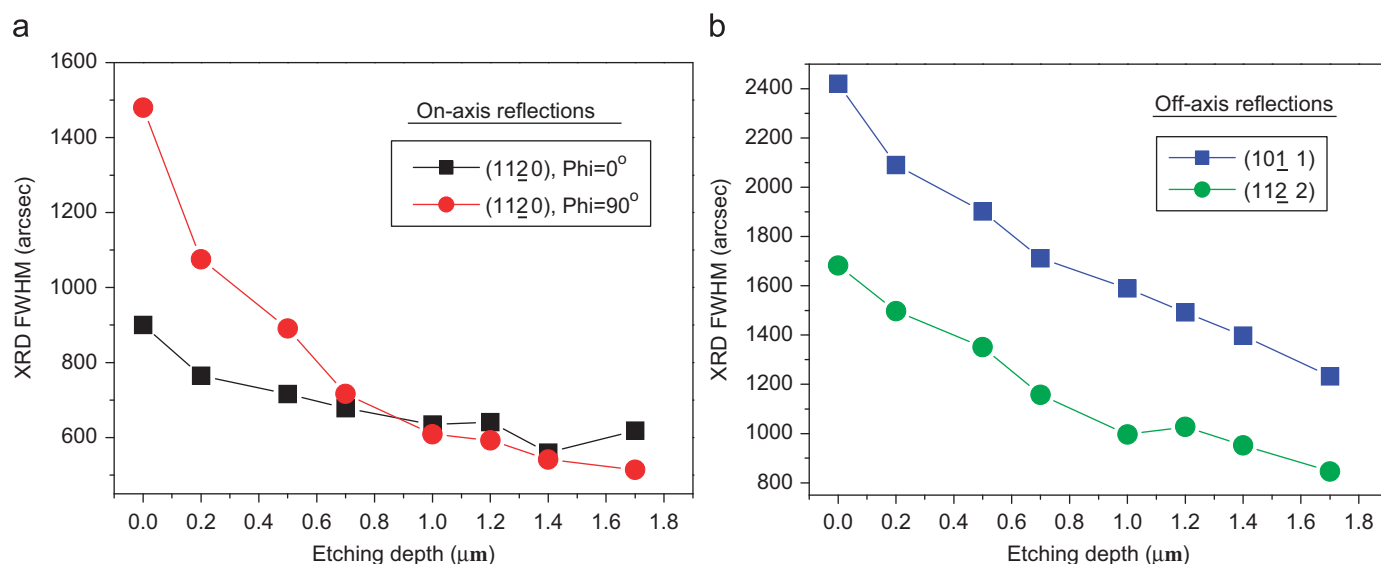 a
1600
1400
1200
1000
800
600
XRD FWHM (arcsec)
On-axis reflections
(112̲0), Phi=0°
(112̲0), Phi=90°
0.0 0.2 0.4 0.6 0.8 1.0 1.2 1.4 1.6 1.8
Etching depth (μm)
b
2400
2200
2000
1800
1600
1400
1200
1000
800
XRD FWHM (arcsec)
Off-axis reflections
(101̲ 1)
(112̲ 2)
0.0 0.2 0.4 0.6 0.8 1.0 1.2 1.4 1.6 1.8
Etching depth (μm)